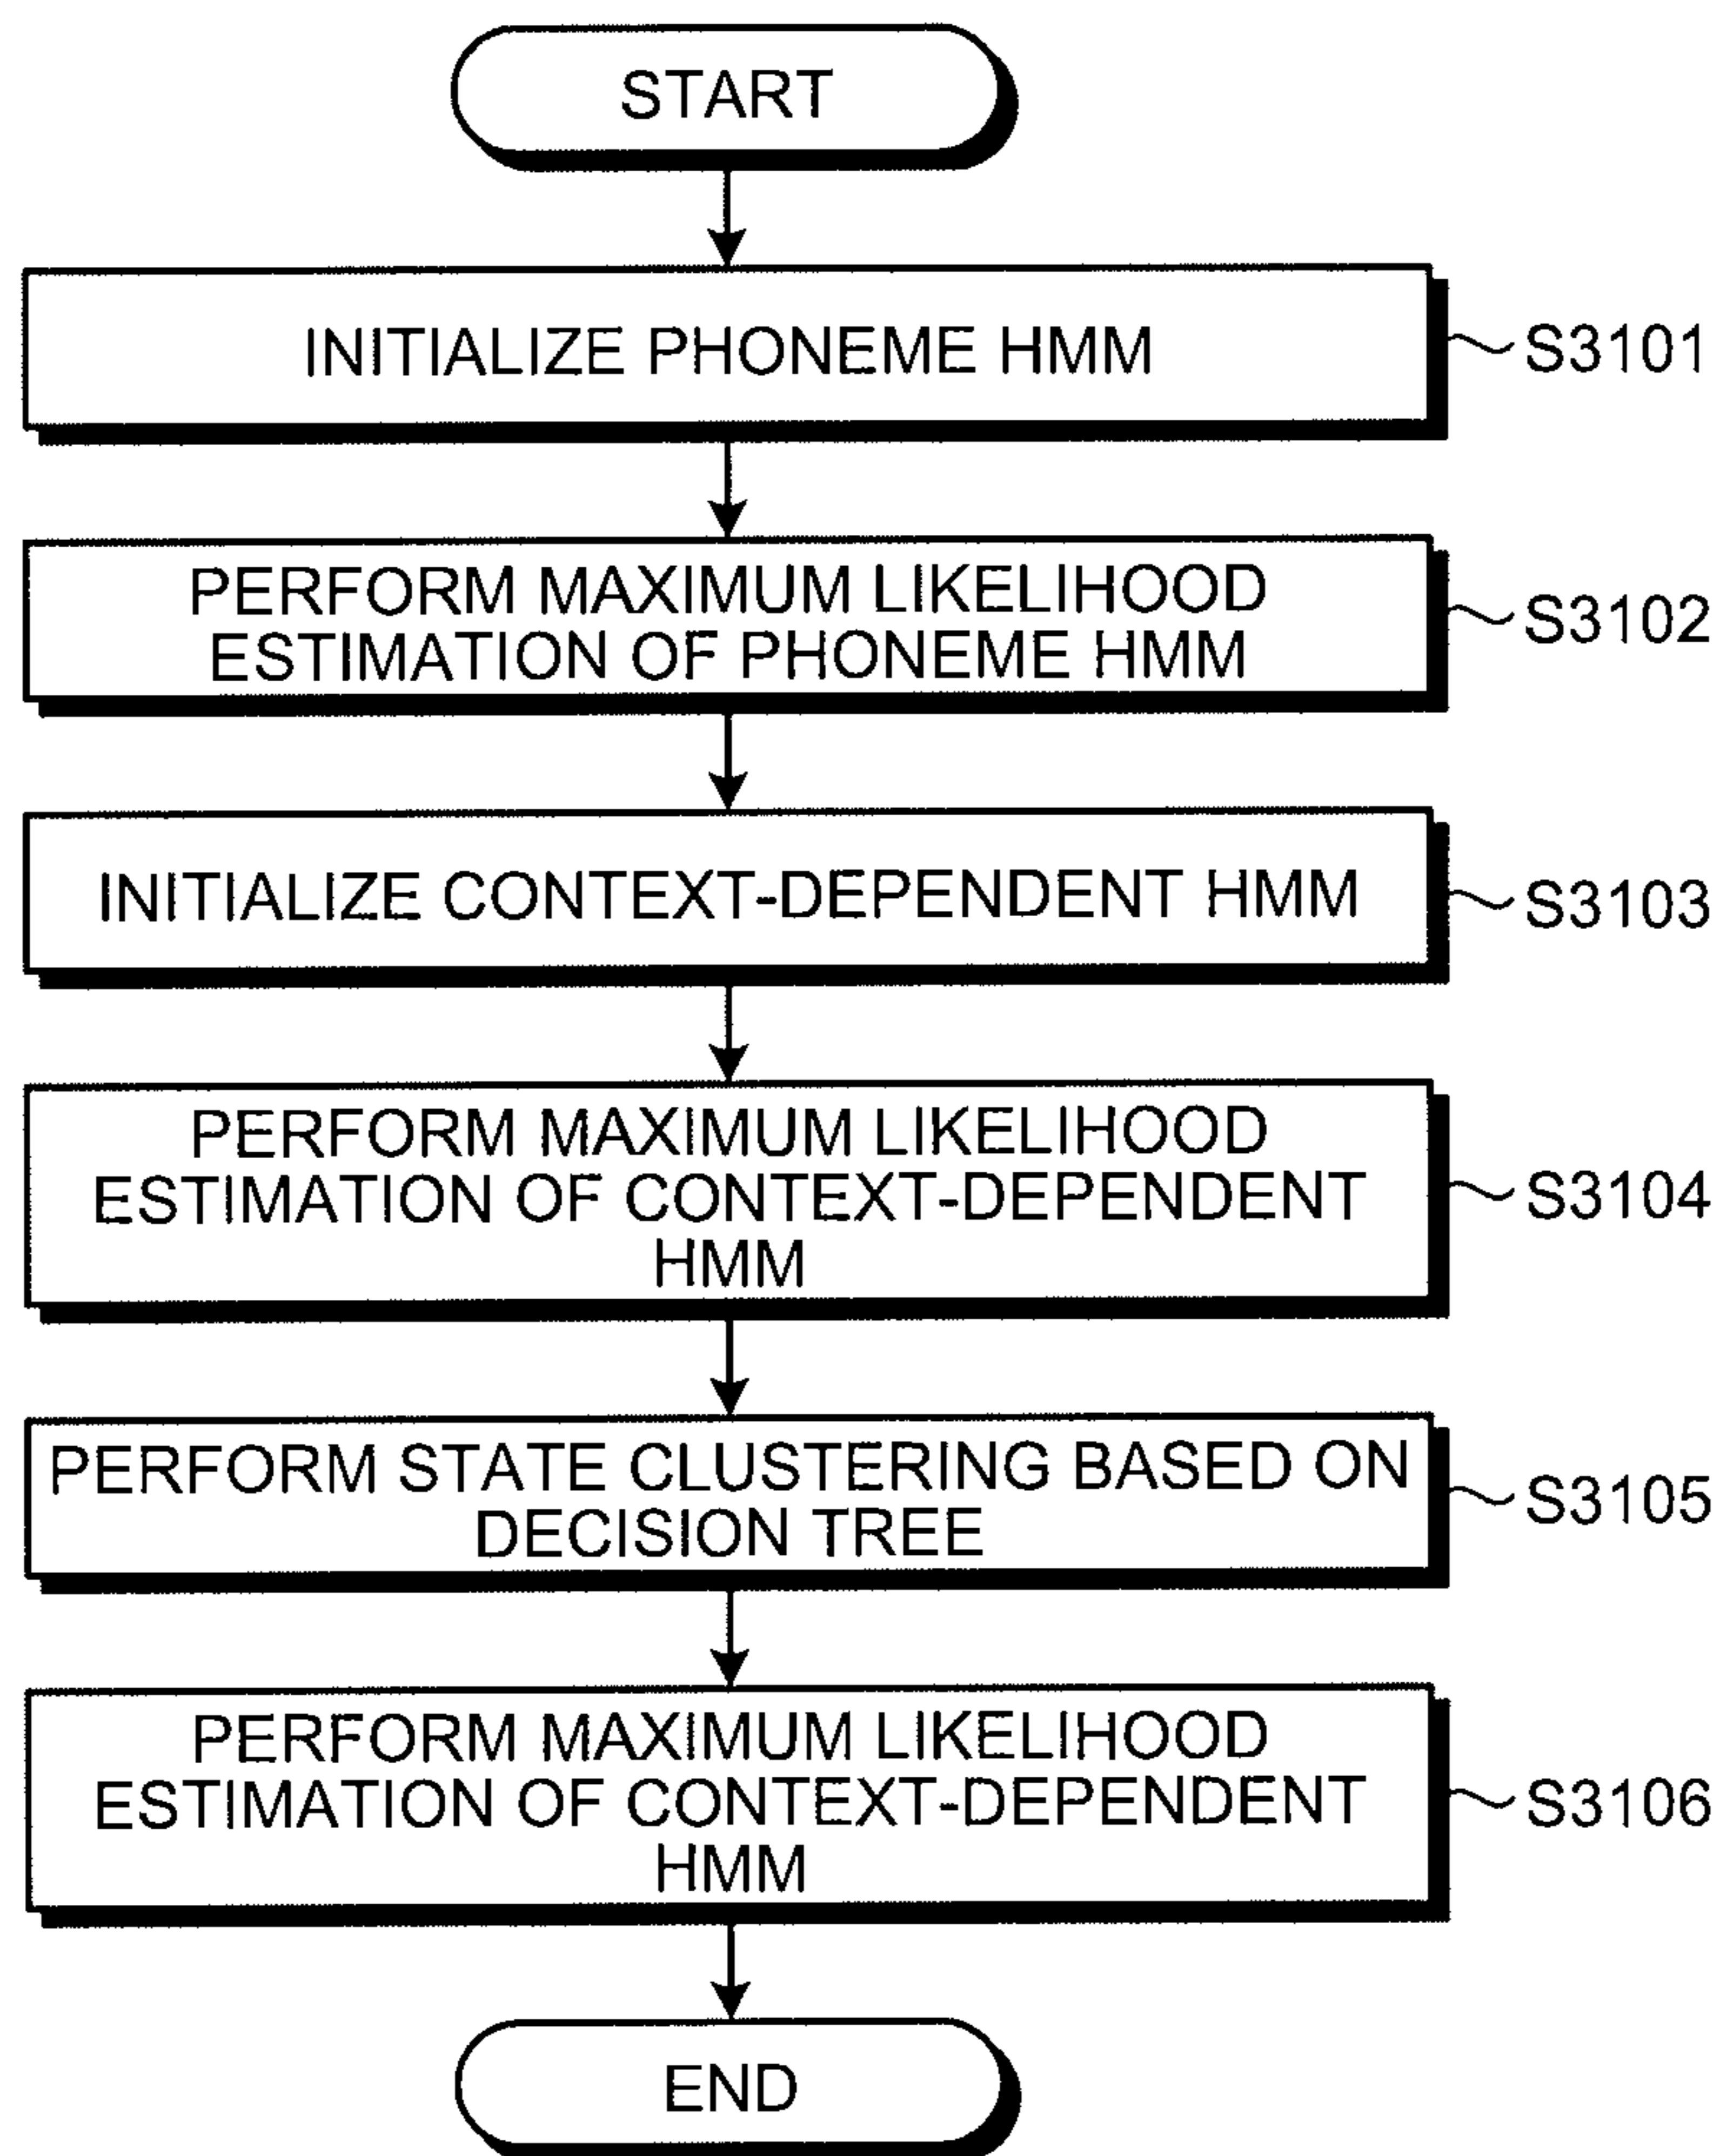 START
INITIALIZE PHONEME HMM
S3101
PERFORM MAXIMUM LIKELIHOOD
ESTIMATION OF PHONEME HMM
S3102
INITIALIZE CONTEXT-DEPENDENT HMM
S3103
PERFORM MAXIMUM LIKELIHOOD
ESTIMATION OF CONTEXT-DEPENDENT
HMM
S3104
PERFORM STATE CLUSTERING BASED ON
DECISION TREE
S3105
PERFORM MAXIMUM LIKELIHOOD
ESTIMATION OF CONTEXT-DEPENDENT
HMM
S3106
END